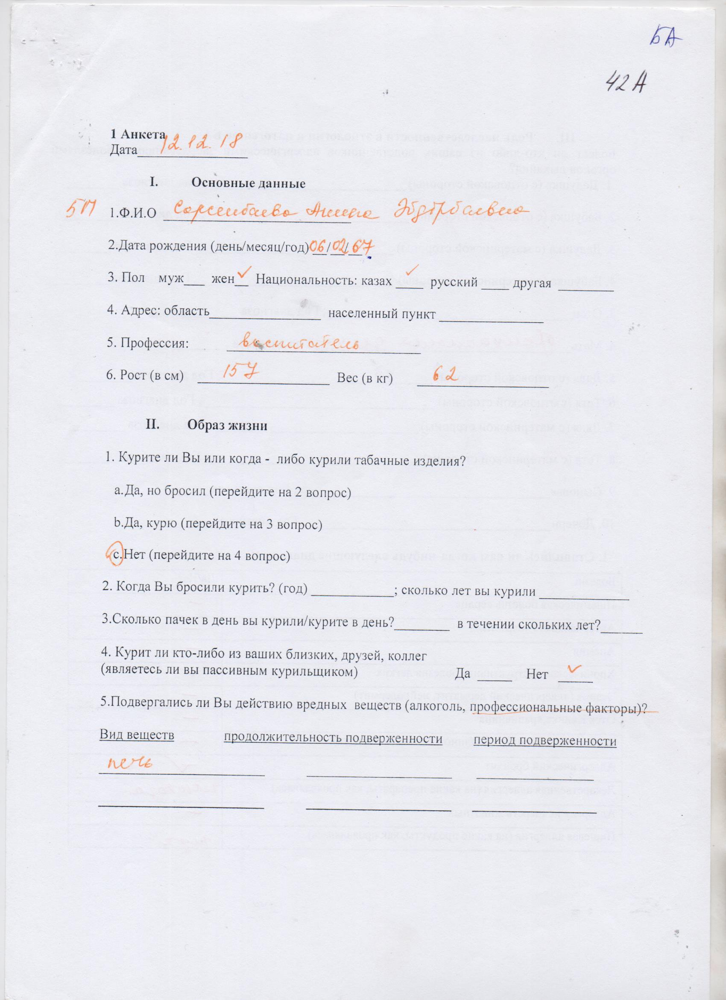 БА
42 А
1 Анкета
Дата 12.12.18
I. Основные данные
1.Ф.И.О Сарсенбаева
2.Дата рождения (день/месяц/год) 06/02/67
3. Пол муж___ жен__ Национальность: казах ____ русский ____ другая ________
4. Адрес: область________________ населенный пункт _______________
5. Профессия: воспитатель
6. Рост (в см) 157 Вес (в кг) 62
II. Образ жизни
1. Курите ли Вы или когда - либо курили табачные изделия?
a.Да, но бросил (перейдите на 2 вопрос)
b.Да, курю (перейдите на 3 вопрос)
c.Нет (перейдите на 4 вопрос)
2. Когда Вы бросили курить? (год) ____________; сколько лет вы курили _____________
3.Сколько пачек в день вы курили/курите в день?________ в течении скольких лет?______
4. Курит ли кто-либо из ваших близких, друзей, коллег
(являетесь ли вы пассивным курильщиком) Да _____ Нет _____
5.Подвергались ли Вы действию вредных веществ (алкоголь, профессиональные факторы)?
Вид веществ продолжительность подверженности период подверженности
печь